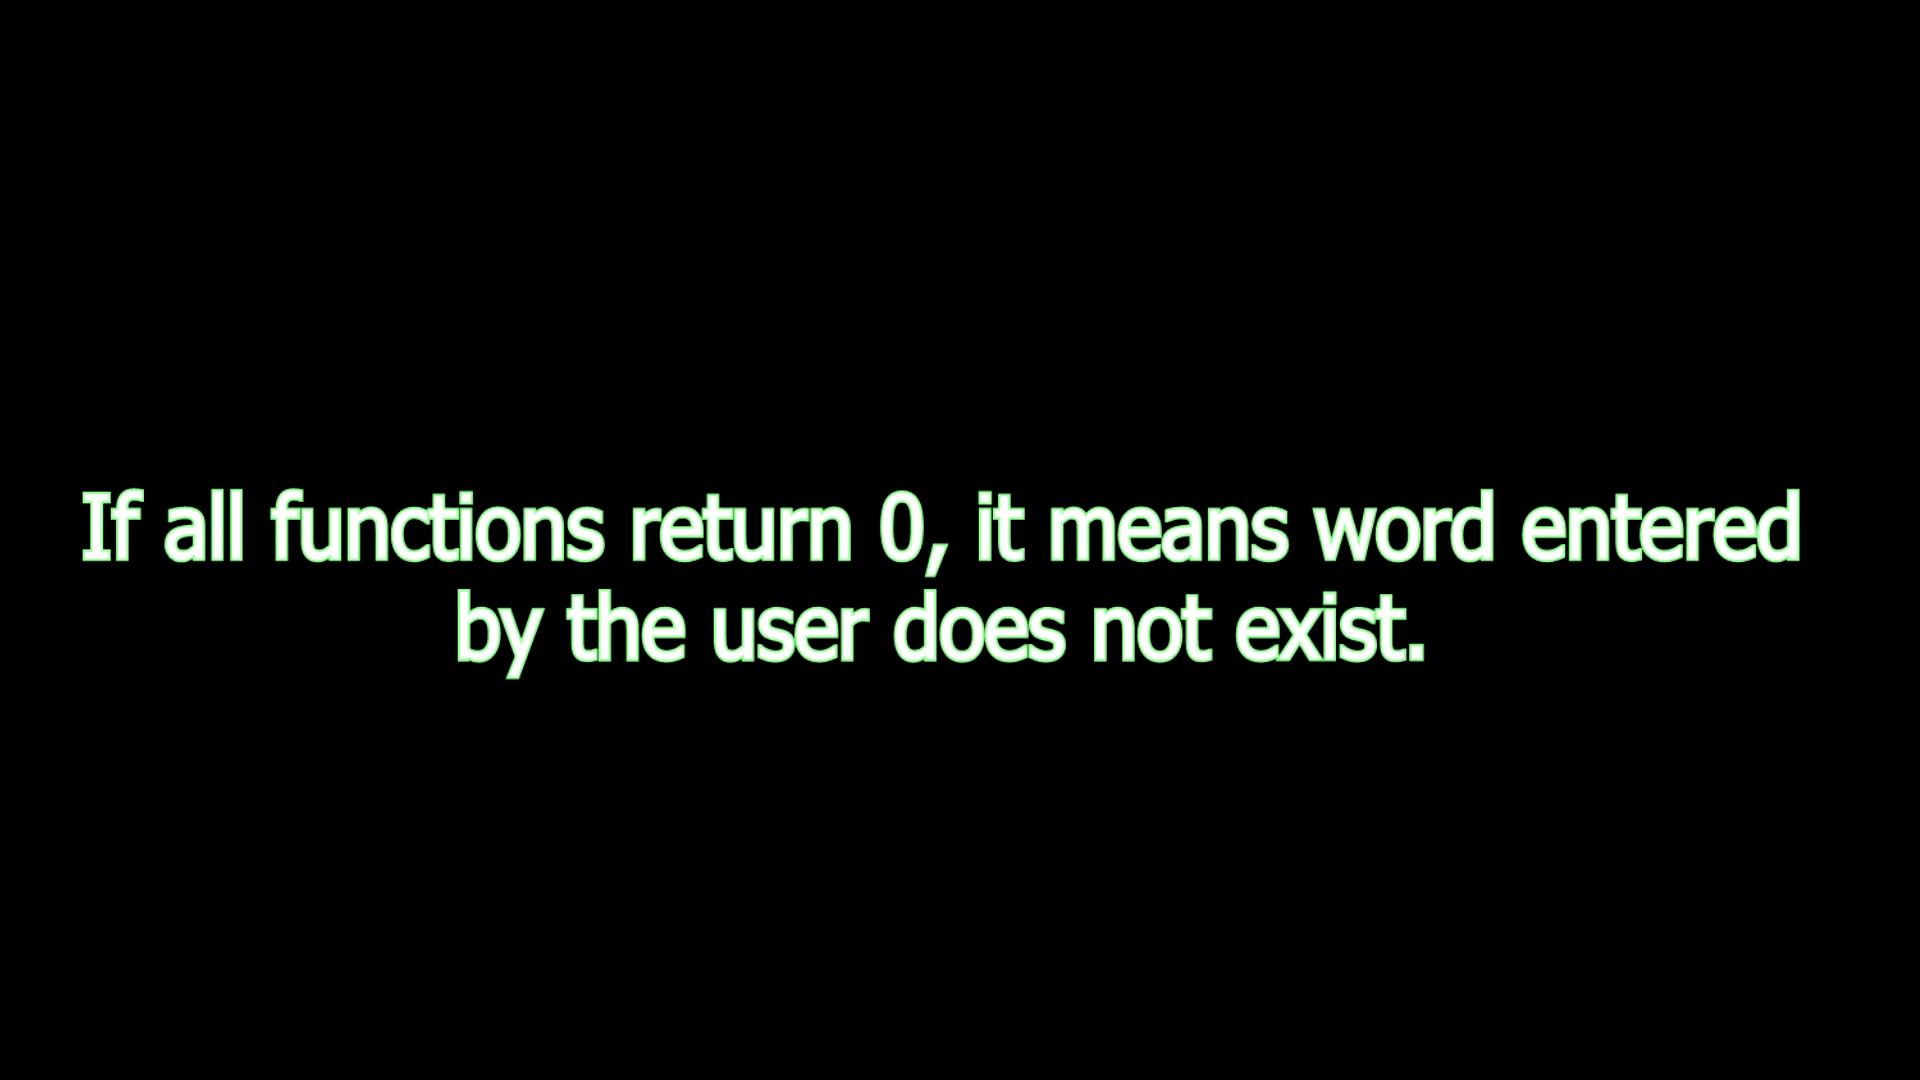 If all functions return 0, it means word entered
by the user does not exist.